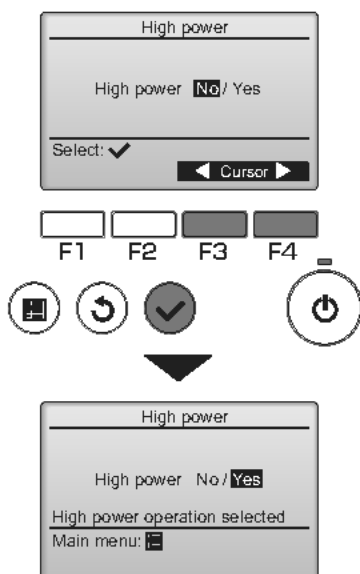 High power
High power No / Yes
Select: ✔
◀ Cursor ▶
F1 F2 F3 F4
High power
High power No / Yes
High power operation selected
Main menu: